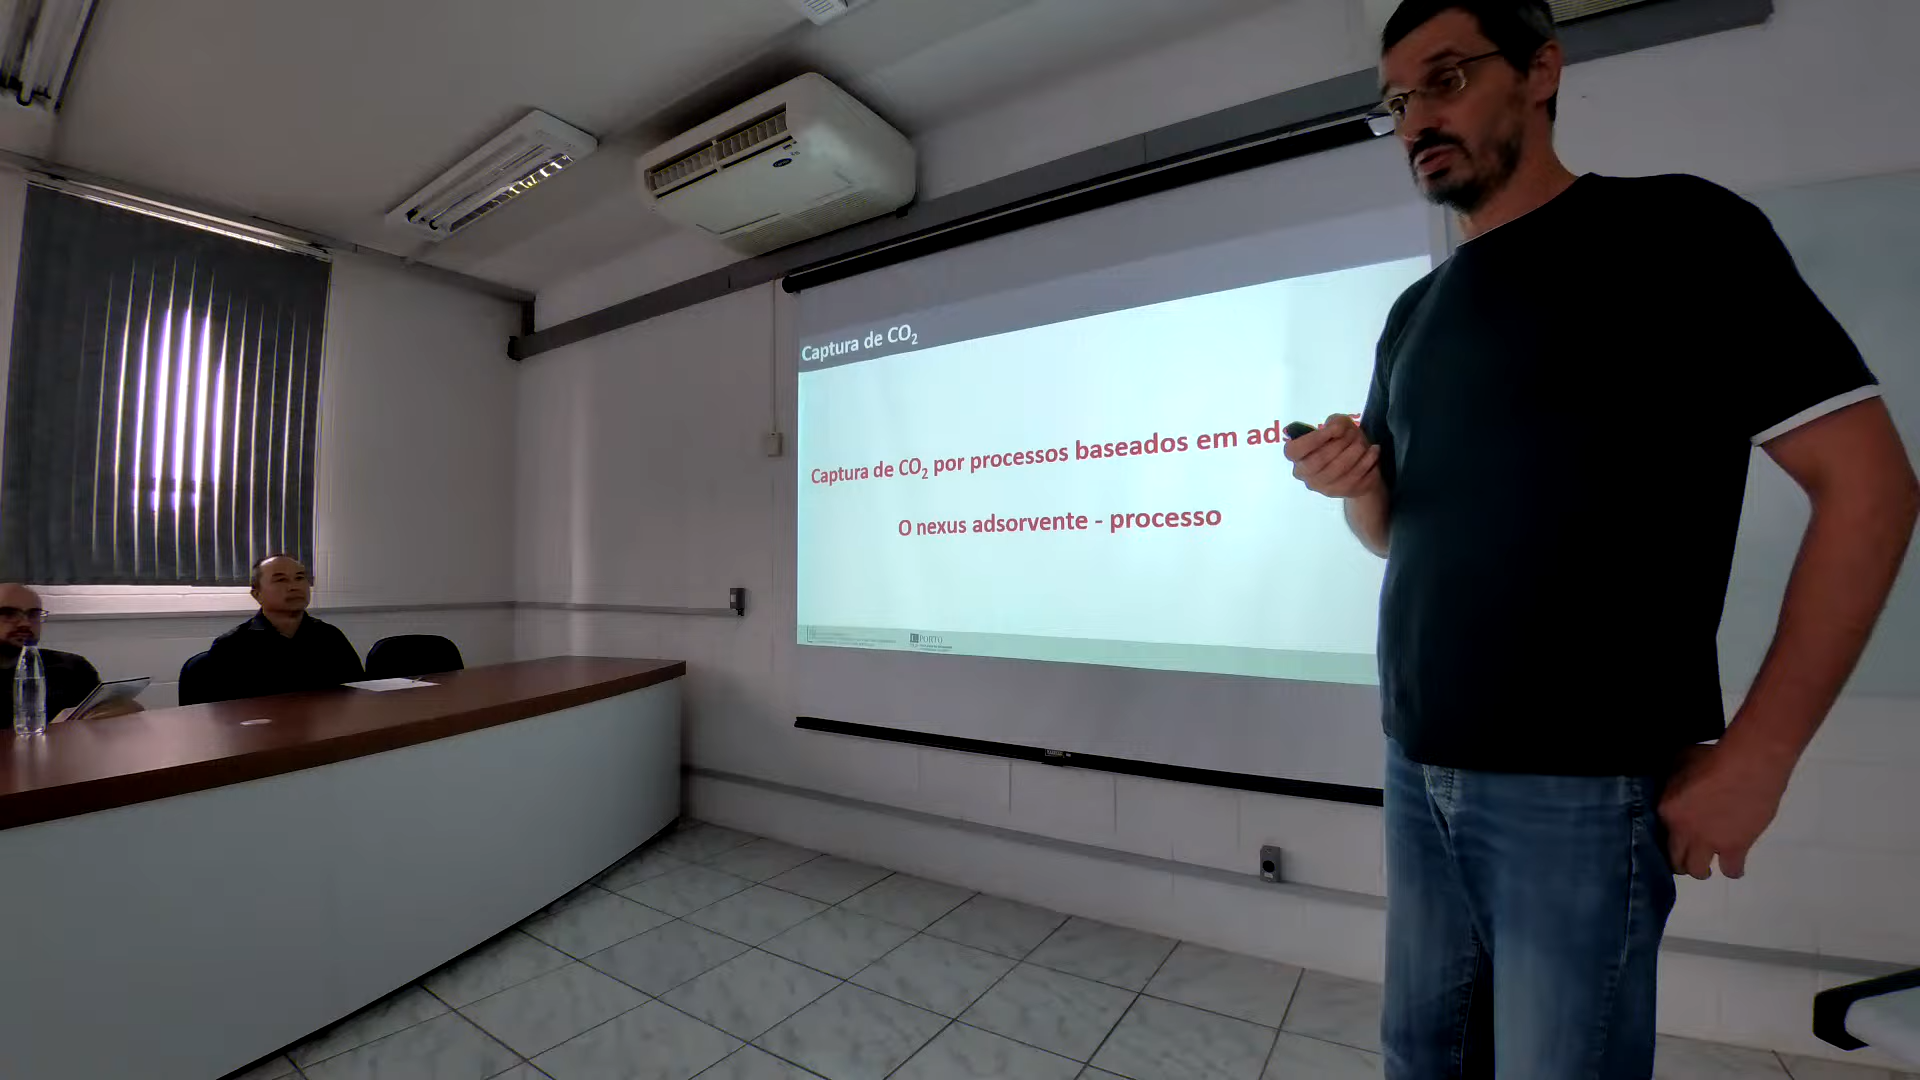 Captura de CO₂
Captura de CO₂ por processos baseados em ads
O nexus adsorvente - processo
U.PORTO